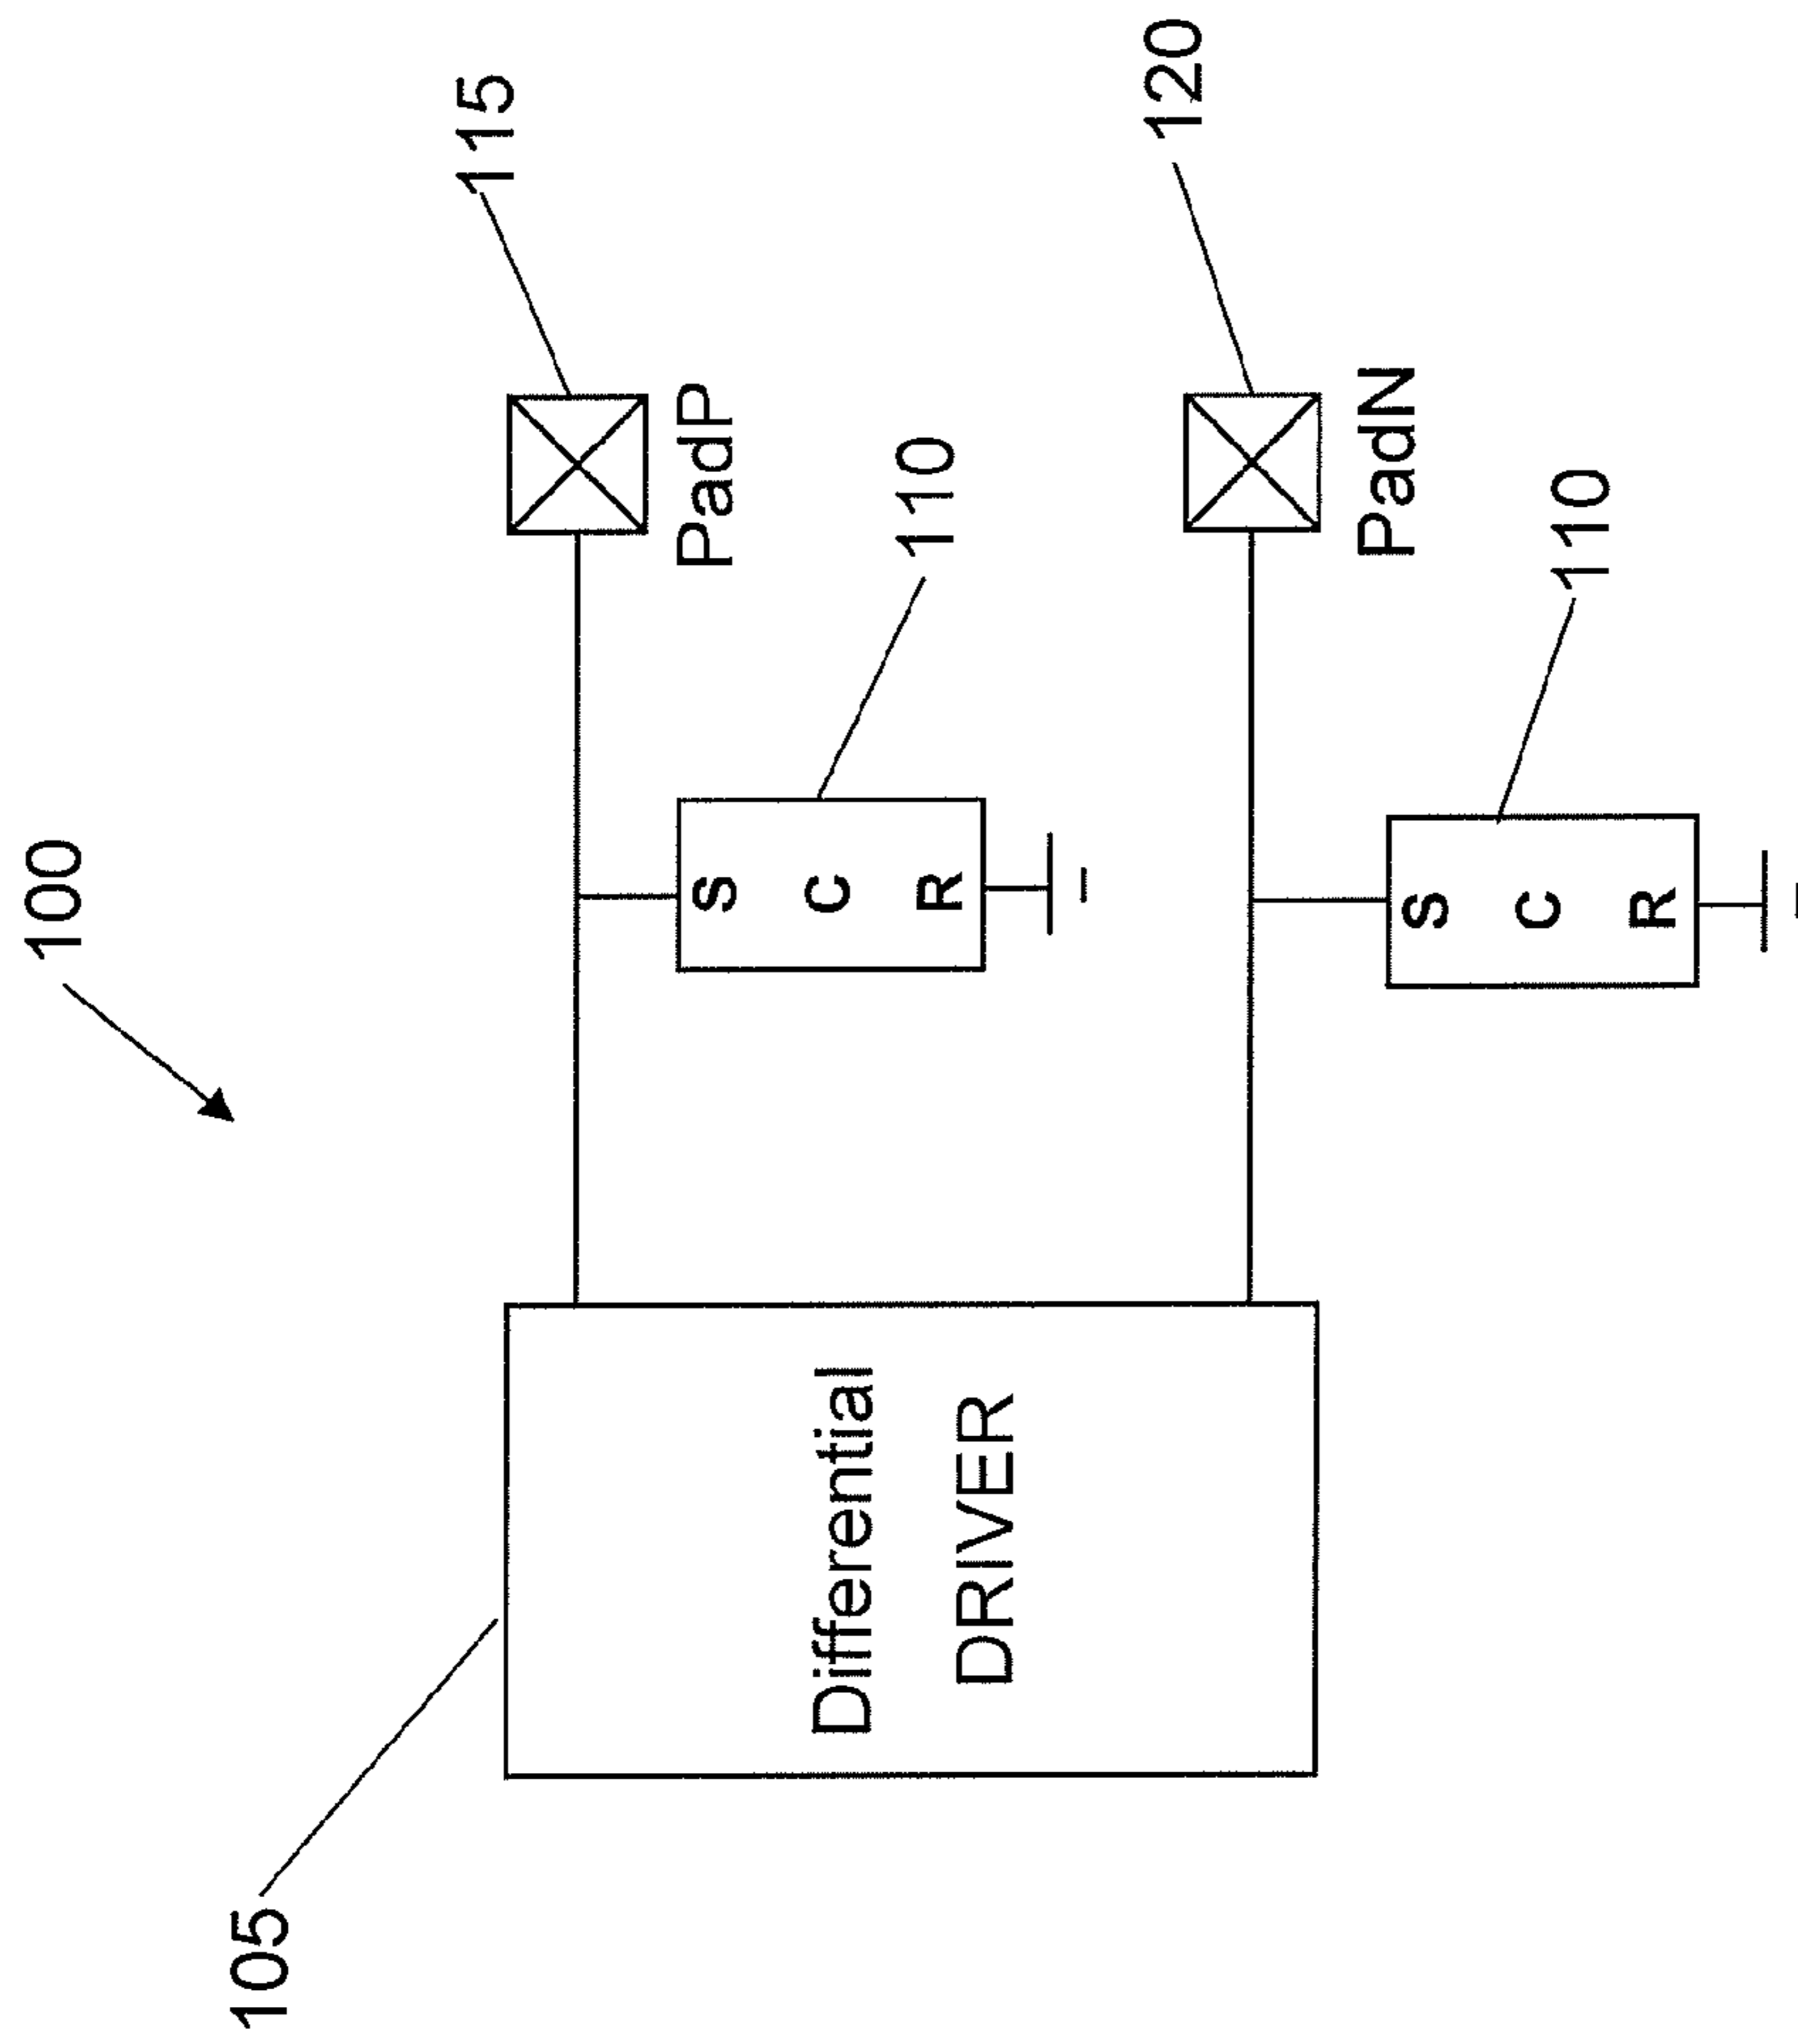 100
105
115
PadP
110
Differential
DRIVER
S
C
R
120
PadN
110
S
C
R